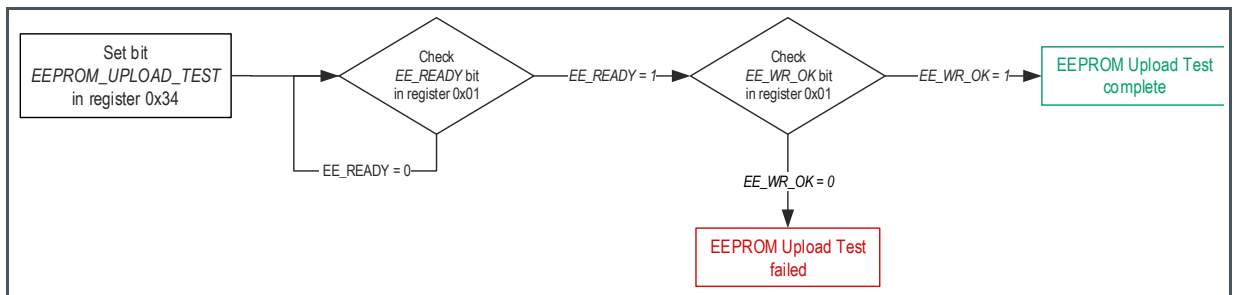 Set bit
EEPROM_UPLOAD_TEST
in register 0x34
Check
EE_READY bit
in register 0x01
EE_READY = 1
EE_READY = 0
Check
EE_WR_OK bit
in register 0x01
EE_WR_OK = 1
EE_WR_OK = 0
EEPROM Upload Test
complete
EEPROM Upload Test
failed